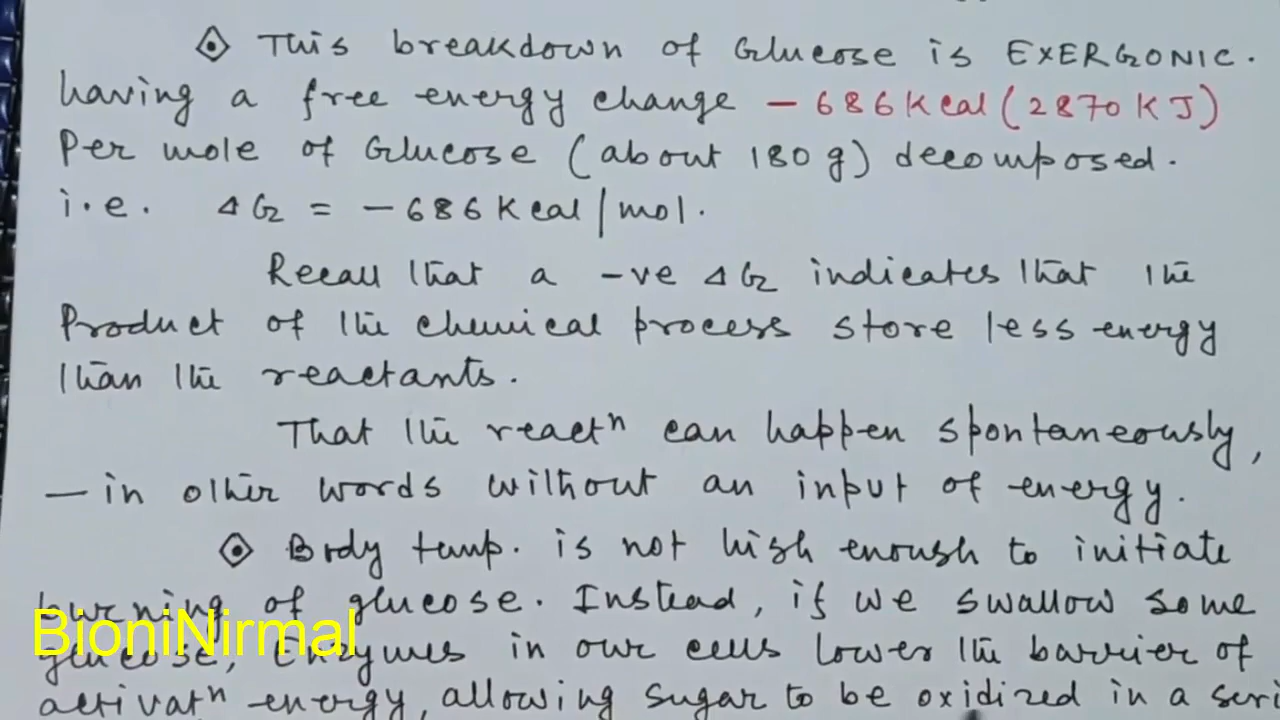 This breakdown of Glucose is EXERGONIC.
having a free energy change - 686 Kcal (2870 KJ)
Per mole of Glucose (about 180 g) decomposed.
i.e. ΔG = - 686 Kcal/mol.
Recall that a -ve ΔG indicates that the
Product of the chemical process store less energy
than the reactants.
That the reactⁿ can happen spontaneously,
— in other words without an input of energy.
Body temp. is not high enough to initiate
burning of glucose. Instead, if we swallow some
BioniNirmal
glucose, Enzymes in our cells lower the barrier of
activatⁿ energy, allowing sugar to be oxidized in a seri